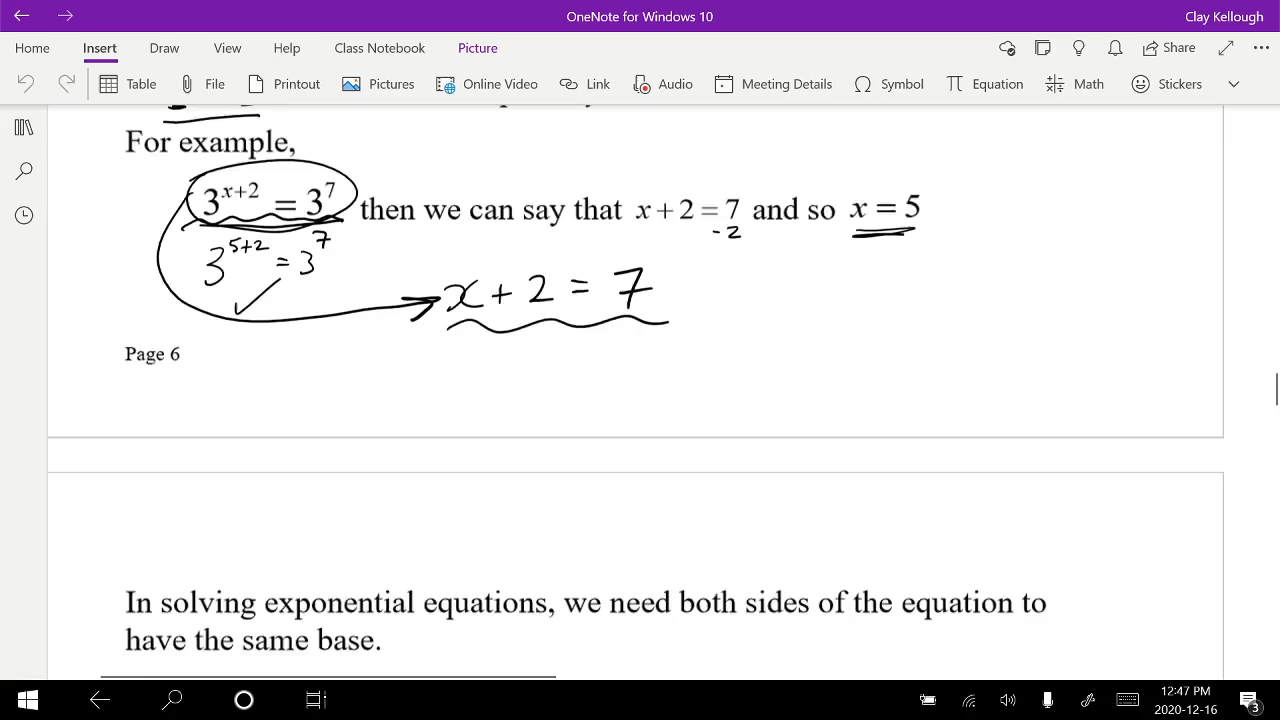 OneNote for Windows 10
Clay Kellough
Home Insert Draw View Help Class Notebook Picture Share
Table File Printout Pictures Online Video Link Audio Meeting Details Symbol Equation Math Stickers
For example,
3^{x+2} = 3^7 then we can say that x + 2 = 7 and so x = 5
-2
3^{5+2} = 3^7
x + 2 = 7
Page 6
In solving exponential equations, we need both sides of the equation to
have the same base.
12:47 PM
2020-12-16
3